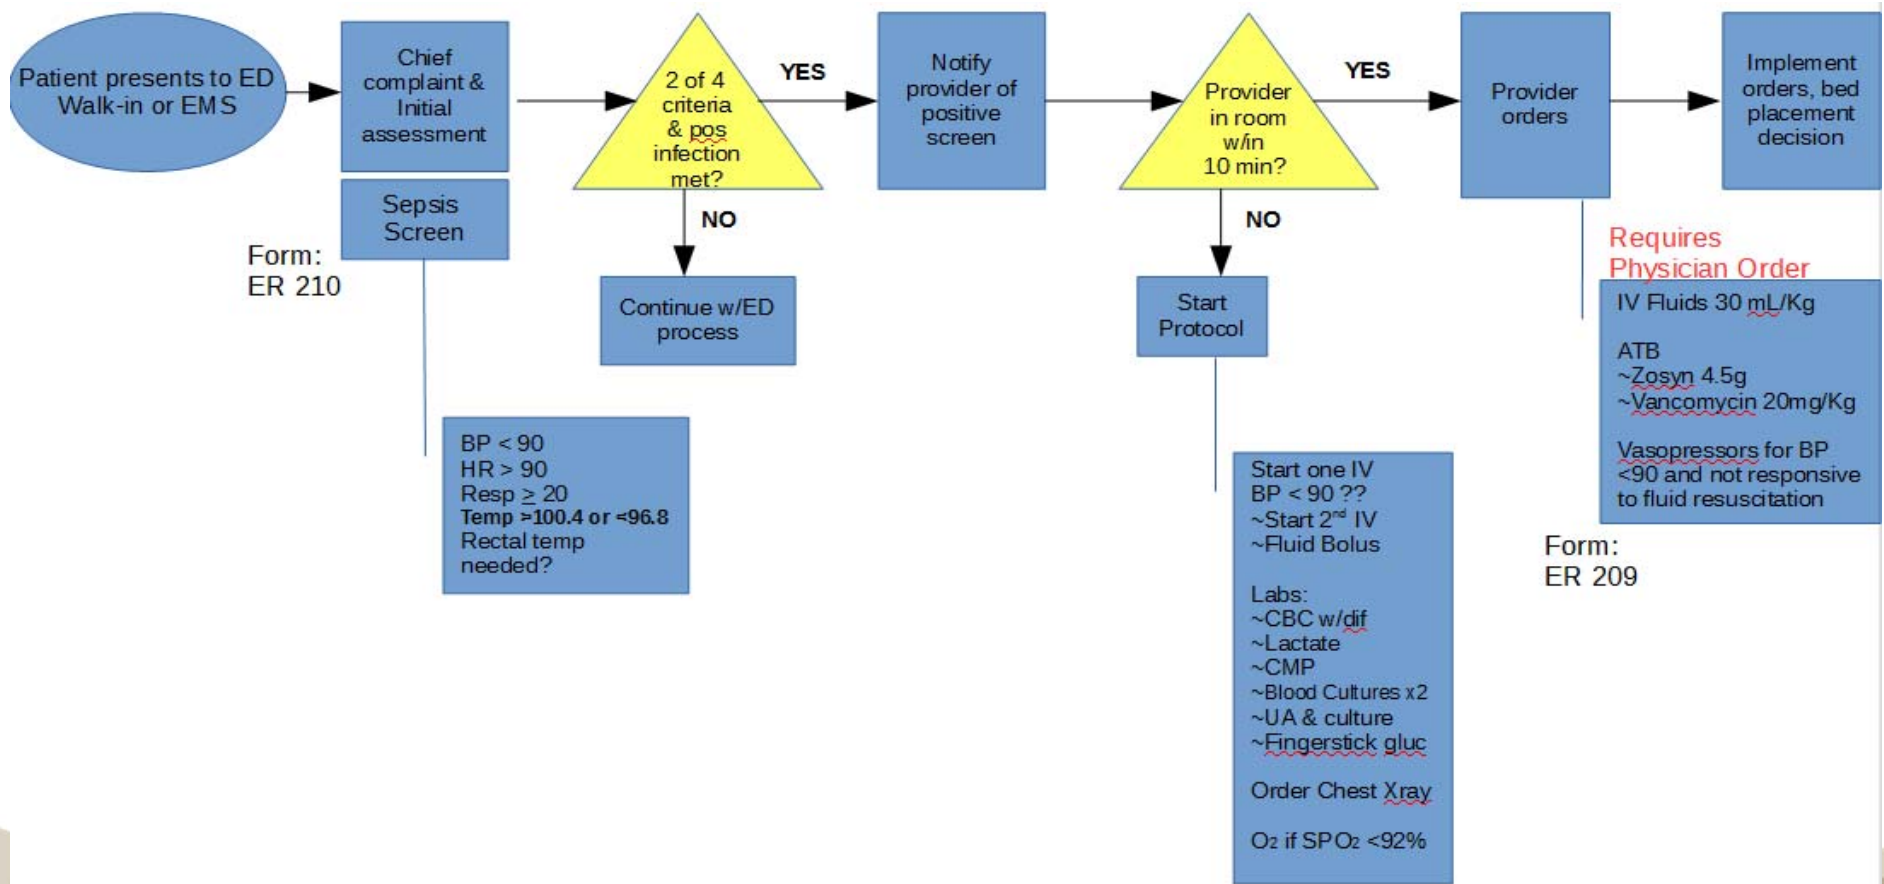 Patient presents to ED
Walk-in or EMS
Chief
complaint &
Initial
assessment
Sepsis
Screen
Form:
ER 210
BP < 90
HR > 90
Resp ≥ 20
Temp >100.4 or <96.8
Rectal temp
needed?
2 of 4
criteria
& pos
infection
met?
YES
NO
Continue w/ED
process
Notify
provider of
positive
screen
Provider
in room
w/in
10 min?
YES
NO
Start
Protocol
Start one IV
BP < 90 ??
~Start 2nd IV
~Fluid Bolus
Labs:
~CBC w/dif
~Lactate
~CMP
~Blood Cultures x2
~UA & culture
~Fingerstick gluc
Order Chest Xray
O2 if SPO2 <92%
Provider
orders
Requires
Physician Order
IV Fluids 30 mL/Kg
ATB
~Zosyn 4.5g
~Vancomycin 20mg/Kg
Vasopressors for BP
<90 and not responsive
to fluid resuscitation
Form:
ER 209
Implement
orders, bed
placement
decision